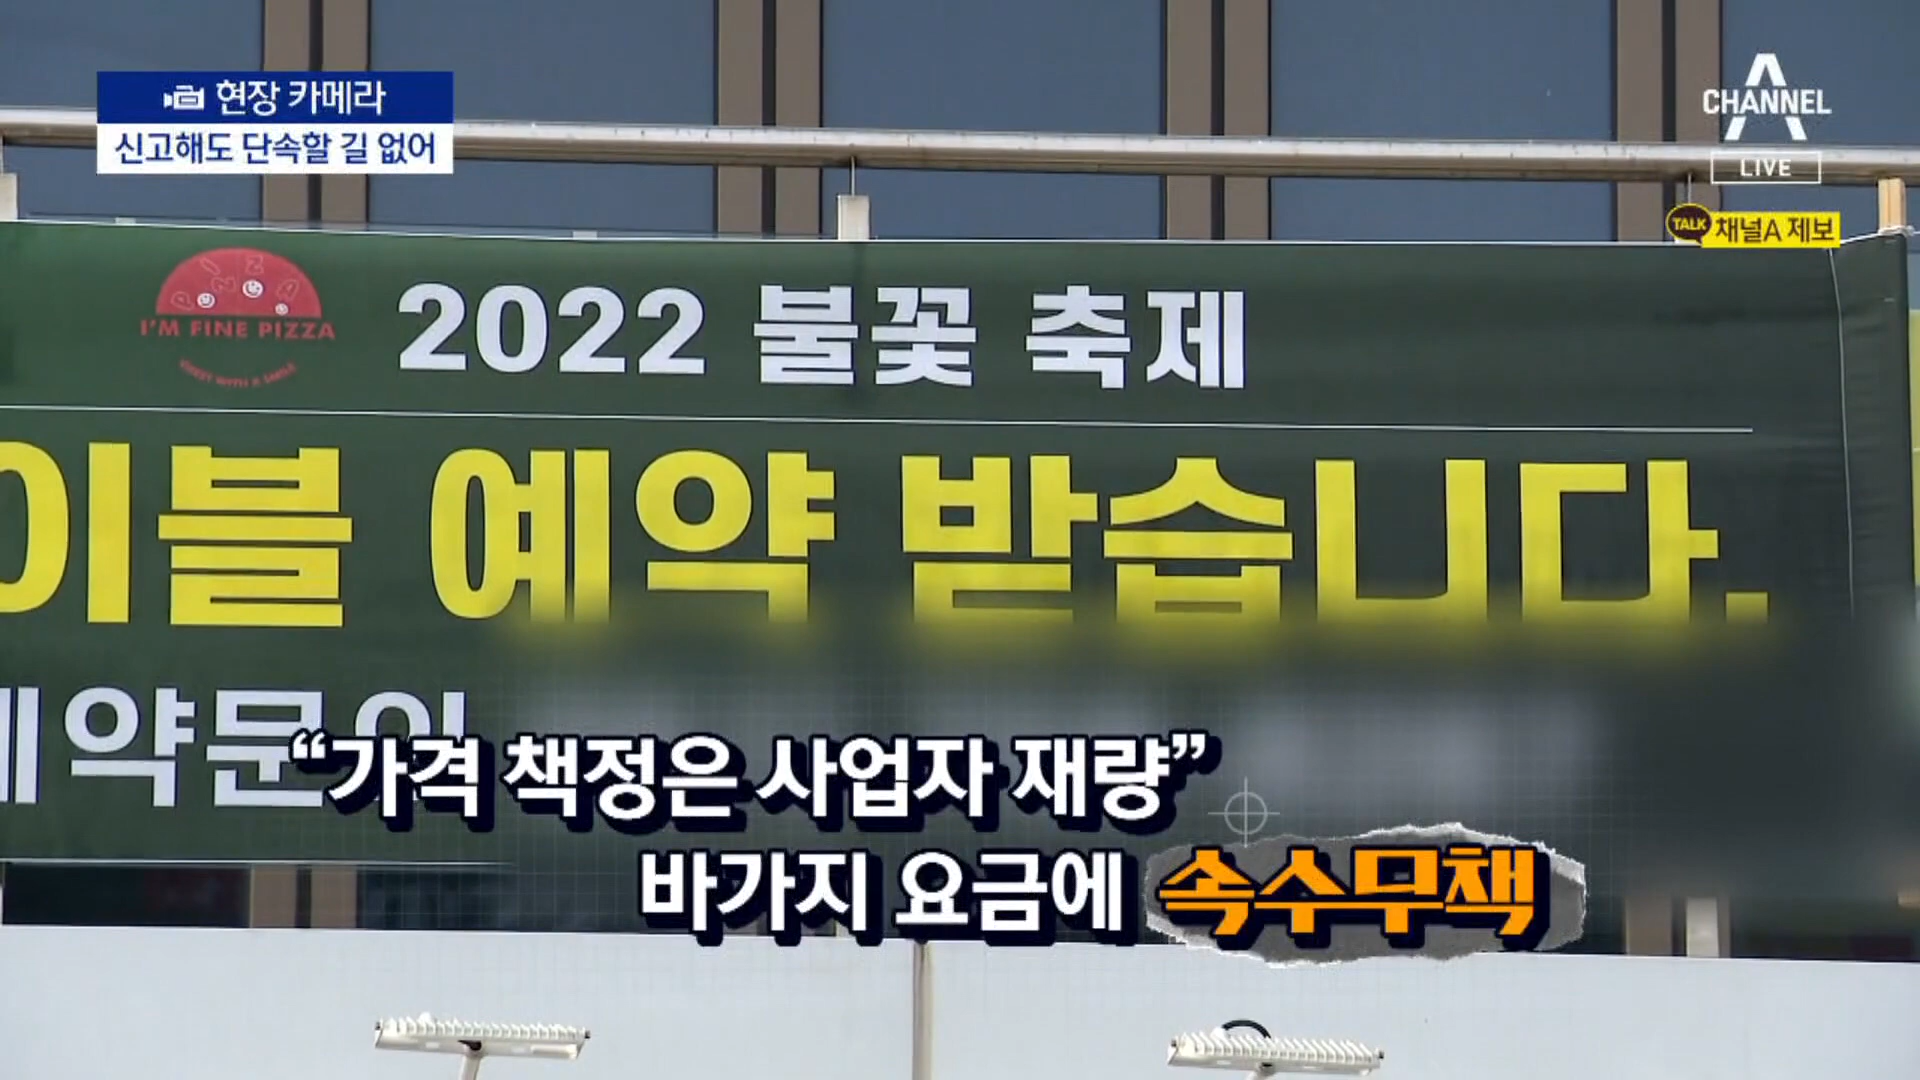 현장 카메라
신고해도 단속할 길 없어
CHANNEL A
LIVE
TALK 채널A 제보
PINZZA
I'M FINE PIZZA
2022 불꽃 축제
이블 예약 받습니다.
예약문의
“가격 책정은 사업자 재량”
바가지 요금에 속수무책